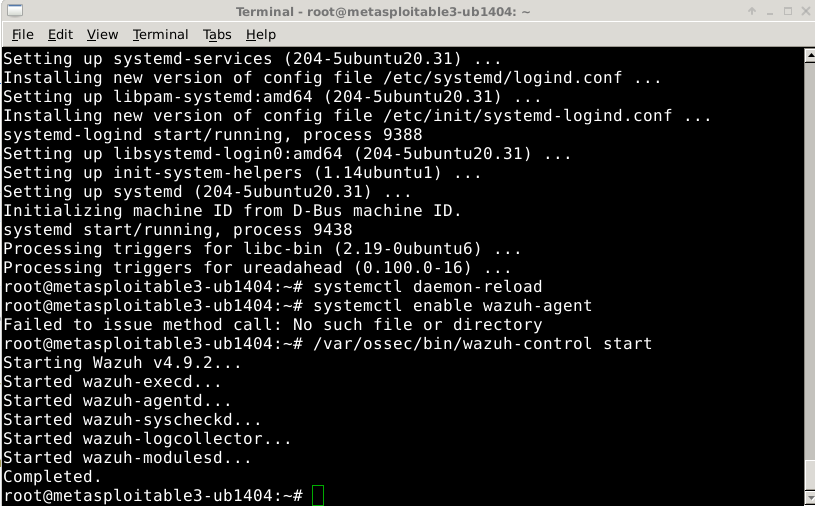 Terminal - root@metasploitable3-ub1404: ~
File Edit View Terminal Tabs Help
Setting up systemd-services (204-5ubuntu20.31) ...
Installing new version of config file /etc/systemd/logind.conf ...
Setting up libpam-systemd:amd64 (204-5ubuntu20.31) ...
Installing new version of config file /etc/init/systemd-logind.conf ...
systemd-logind start/running, process 9388
Setting up libsystemd-login0:amd64 (204-5ubuntu20.31) ...
Setting up init-system-helpers (1.14ubuntu1) ...
Setting up systemd (204-5ubuntu20.31) ...
Initializing machine ID from D-Bus machine ID.
systemd start/running, process 9438
Processing triggers for libc-bin (2.19-0ubuntu6) ...
Processing triggers for ureadahead (0.100.0-16) ...
root@metasploitable3-ub1404:~# systemctl daemon-reload
root@metasploitable3-ub1404:~# systemctl enable wazuh-agent
Failed to issue method call: No such file or directory
root@metasploitable3-ub1404:~# /var/ossec/bin/wazuh-control start
Starting Wazuh v4.9.2...
Started wazuh-execd...
Started wazuh-agentd...
Started wazuh-syscheckd...
Started wazuh-logcollector...
Started wazuh-modulesd...
Completed.
root@metasploitable3-ub1404:~#